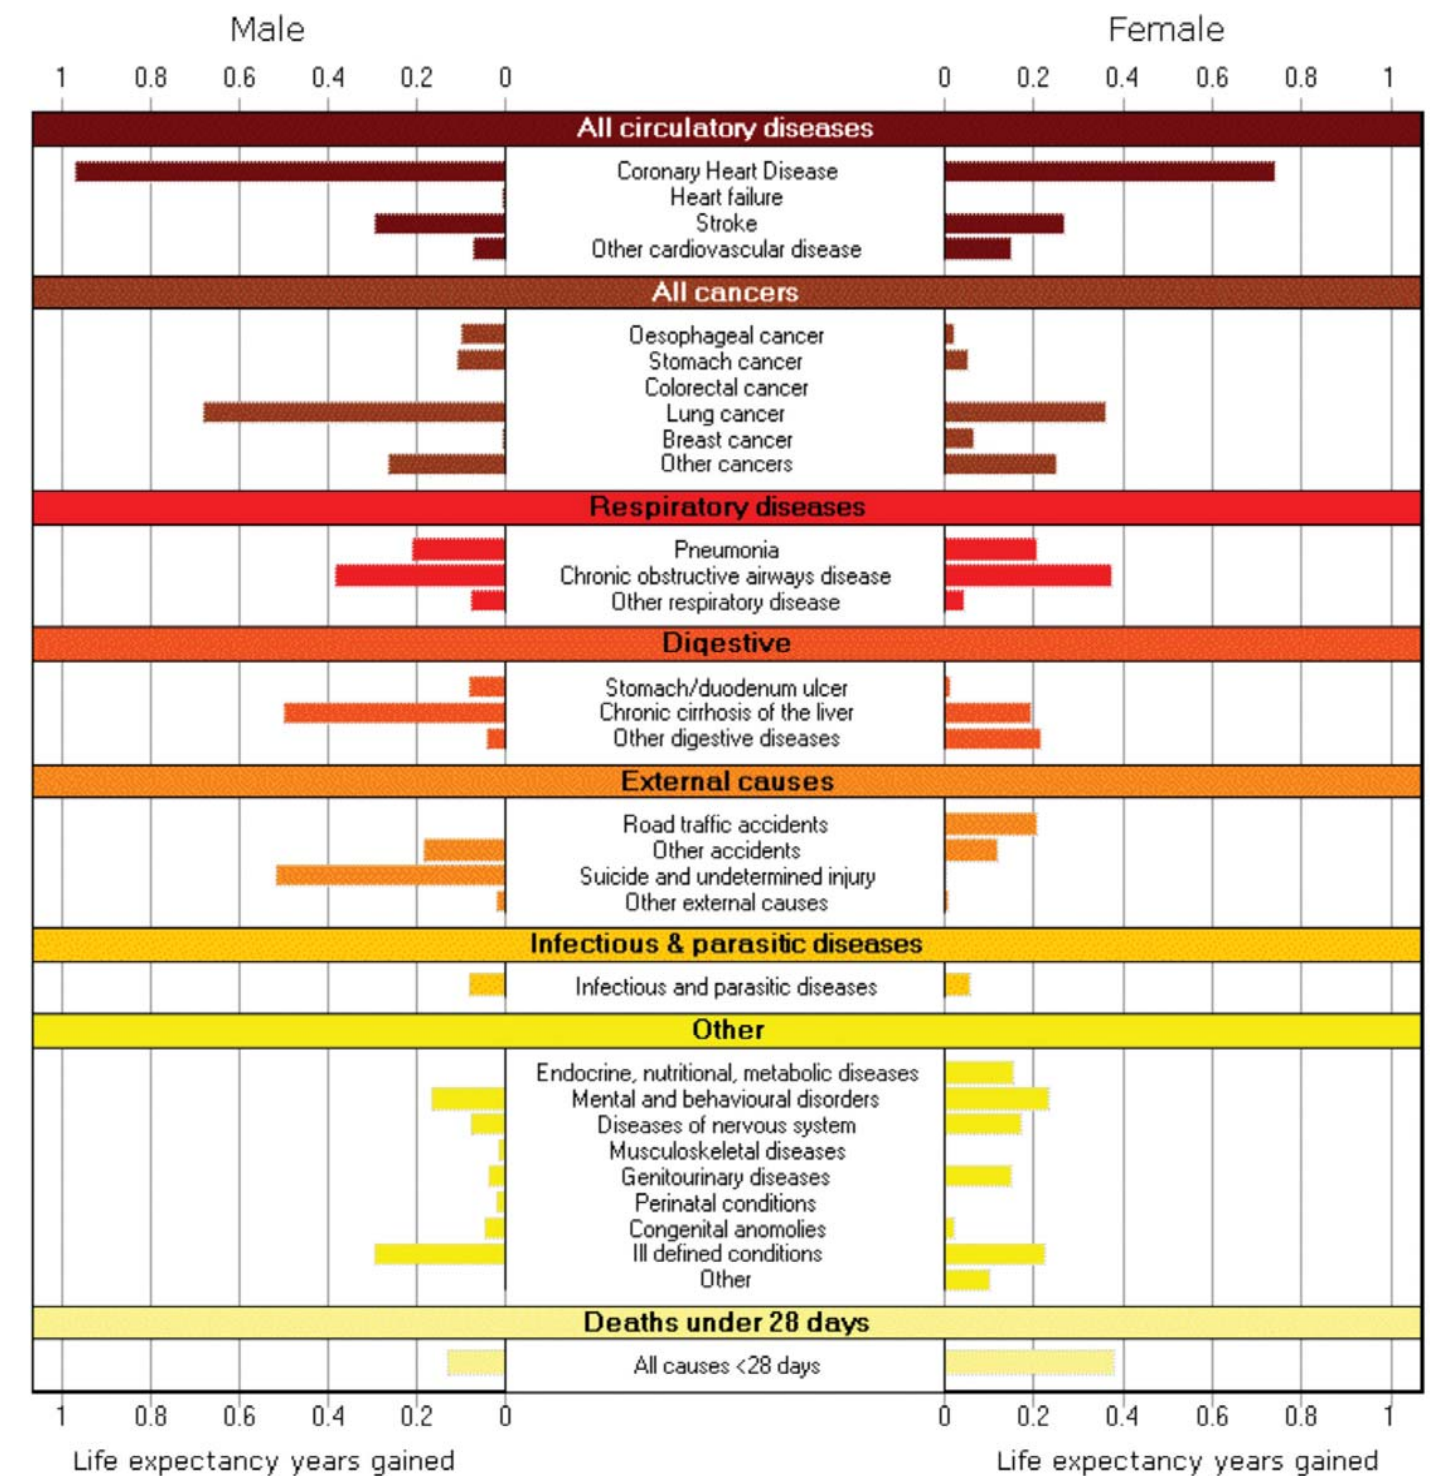 Male Female
1 0.8 0.6 0.4 0.2 0 0 0.2 0.4 0.6 0.8 1
All circulatory diseases
Coronary Heart Disease
Heart failure
Stroke
Other cardiovascular disease
All cancers
Oesophageal cancer
Stomach cancer
Colorectal cancer
Lung cancer
Breast cancer
Other cancers
Respiratory diseases
Pneumonia
Chronic obstructive airways disease
Other respiratory disease
Digestive
Stomach/duodenum ulcer
Chronic cirrhosis of the liver
Other digestive diseases
External causes
Road traffic accidents
Other accidents
Suicide and undetermined injury
Other external causes
Infectious & parasitic diseases
Infectious and parasitic diseases
Other
Endocrine, nutritional, metabolic diseases
Mental and behavioural disorders
Diseases of nervous system
Musculoskeletal diseases
Genitourinary diseases
Perinatal conditions
Congenital anomolies
Ill defined conditions
Other
Deaths under 28 days
All causes <28 days
1 0.8 0.6 0.4 0.2 0 0 0.2 0.4 0.6 0.8 1
Life expectancy years gained Life expectancy years gained